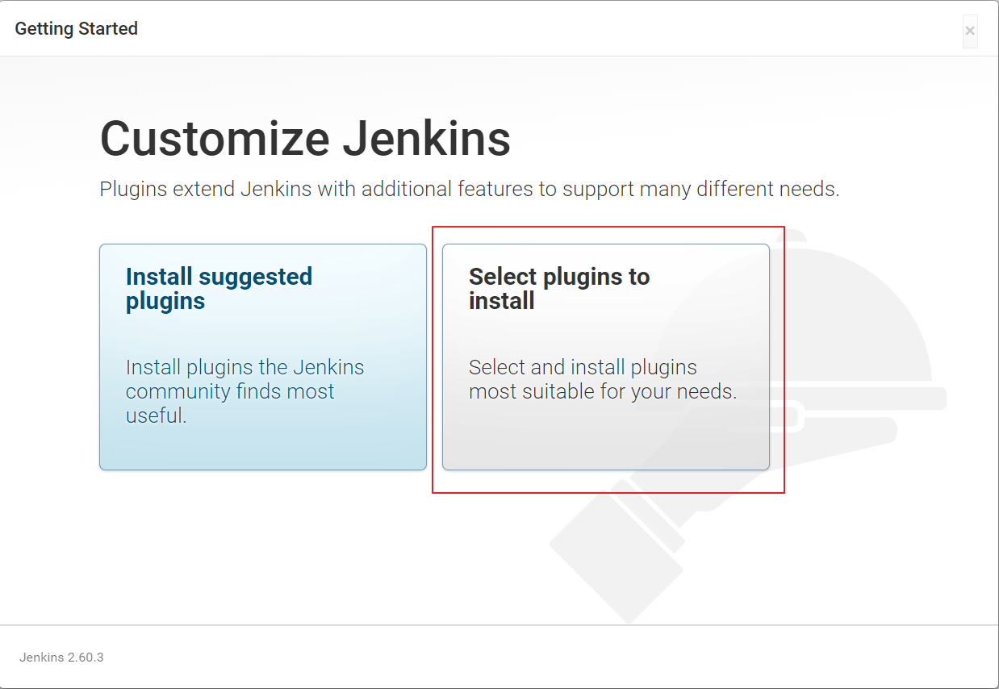 Getting Started
×
Customize Jenkins
Plugins extend Jenkins with additional features to support many different needs.
Install suggested
plugins
Install plugins the Jenkins
community finds most
useful.
Select plugins to
install
Select and install plugins
most suitable for your needs.
Jenkins 2.60.3